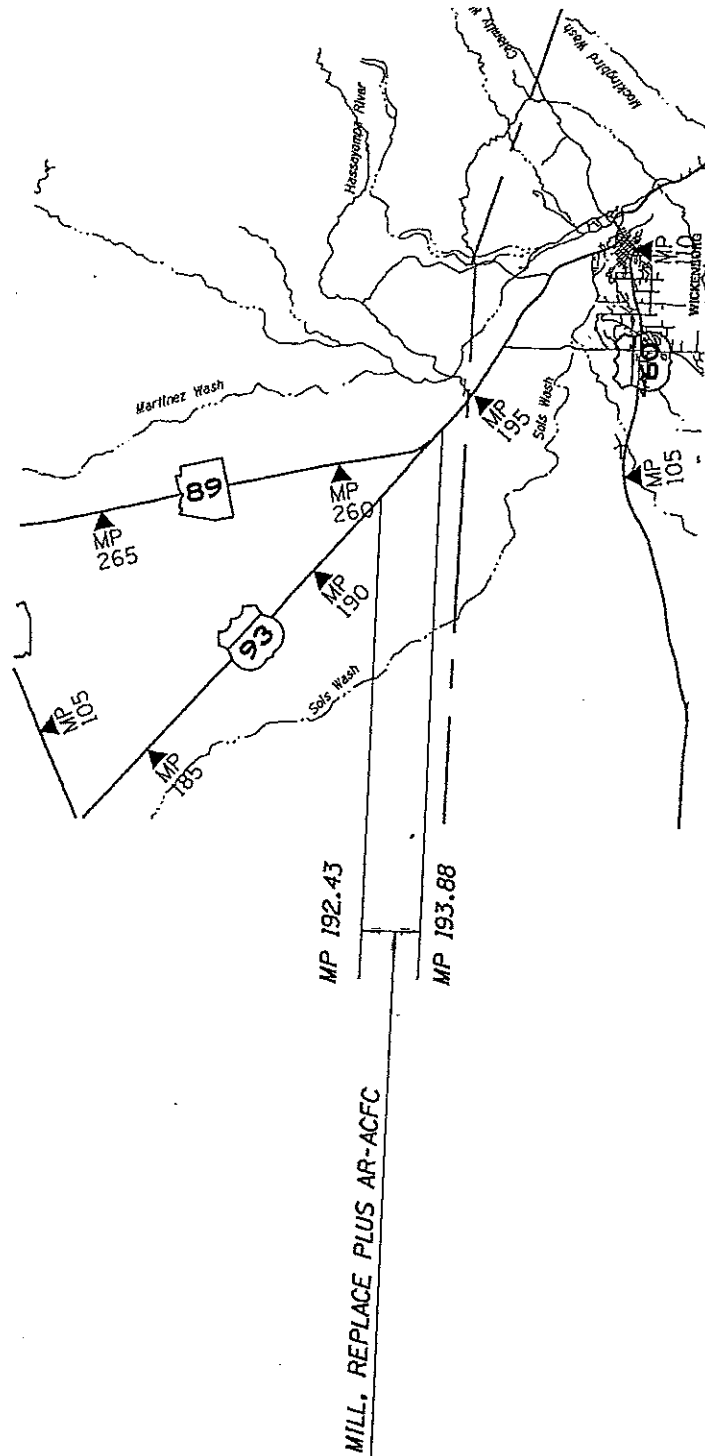 Hassayampa River
Mockingbird Wash
Martinez Wash
89
MP
265
MP
260
MP
195
Sols Wash
MP
110
WICKENBURG
60
MP
105
MP
190
93
Sols Wash
MP
105
MP
185
MP 192.43
MP 193.88
MILL, REPLACE PLUS AR-ACFC